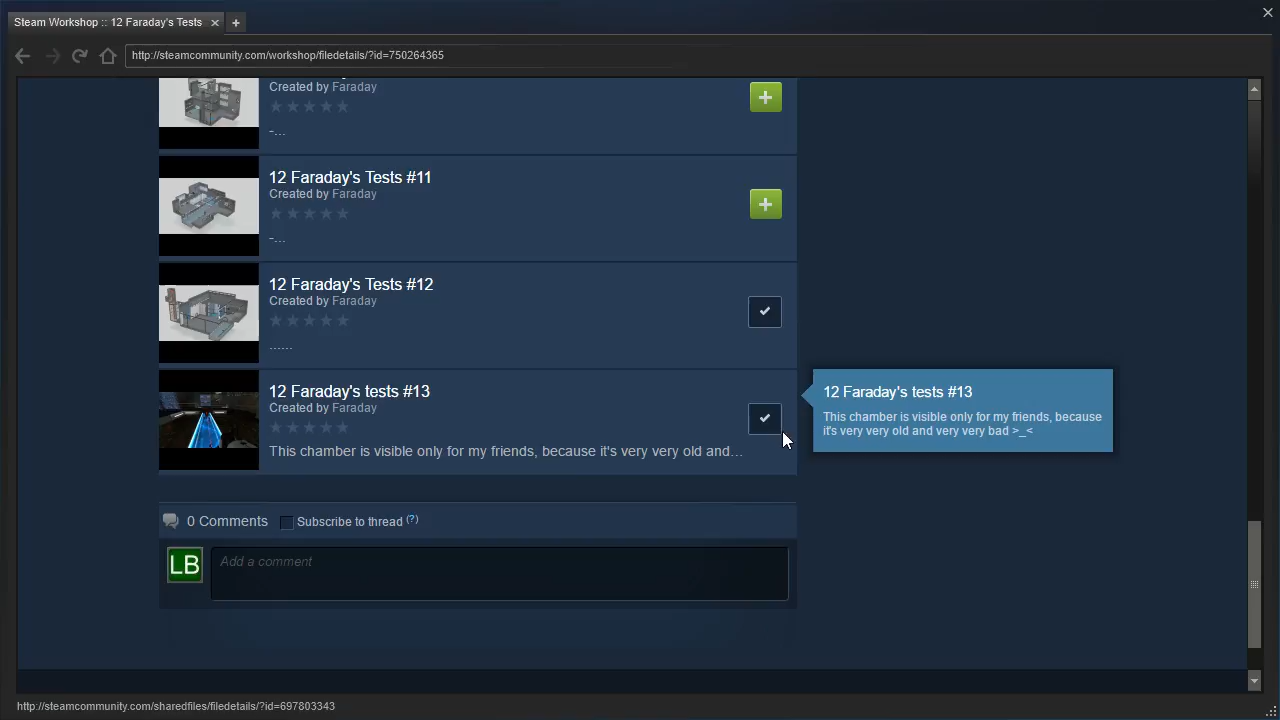 Steam Workshop :: 12 Faraday's Tests
http://steamcommunity.com/workshop/filedetails/?id=750264365
Created by Faraday
-...
12 Faraday's Tests #11
Created by Faraday
-...
12 Faraday's Tests #12
Created by Faraday
......
12 Faraday's tests #13
Created by Faraday
This chamber is visible only for my friends, because it's very very old and...
12 Faraday's tests #13
This chamber is visible only for my friends, because
it's very very old and very very bad >_<
0 Comments
Subscribe to thread (?)
LB
Add a comment
http://steamcommunity.com/sharedfiles/filedetails/?id=697803343